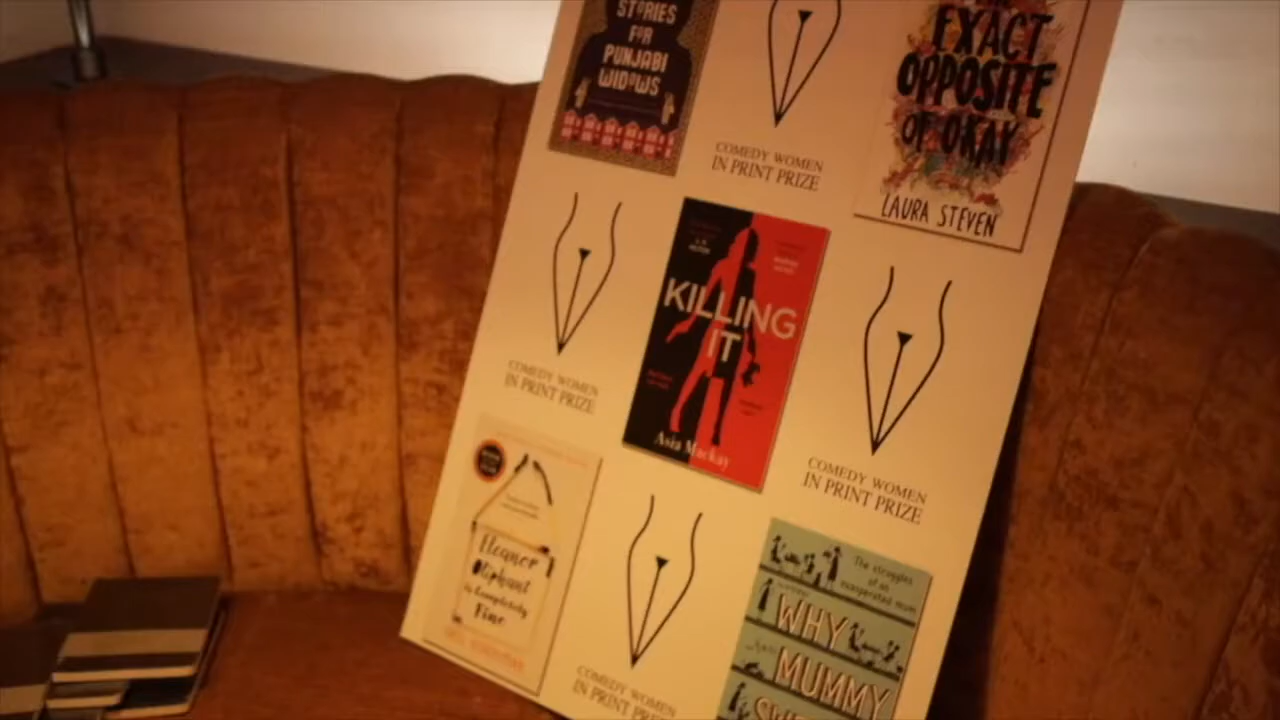 STORIES
FOR
PUNJABI
WIDOWS
COMEDY WOMEN
IN PRINT PRIZE
EXACT
OPPOSITE
OF OKAY
LAURA STEVEN
COMEDY WOMEN
IN PRINT PRIZE
KILLING
IT
Asia Mackay
COMEDY WOMEN
IN PRINT PRIZE
Eleanor
Oliphant
is Completely
Fine
COMEDY WOMEN
IN PRINT
The struggles
of an
exasperated mum
WHY
MUMMY